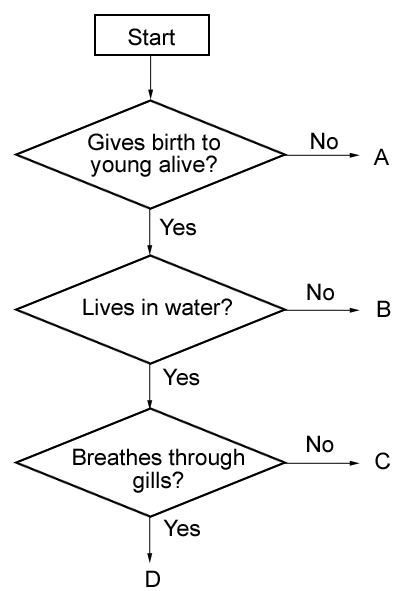 Start
Gives birth to
young alive?
No
A
Yes
Lives in water?
No
B
Yes
Breathes through
gills?
No
C
Yes
D